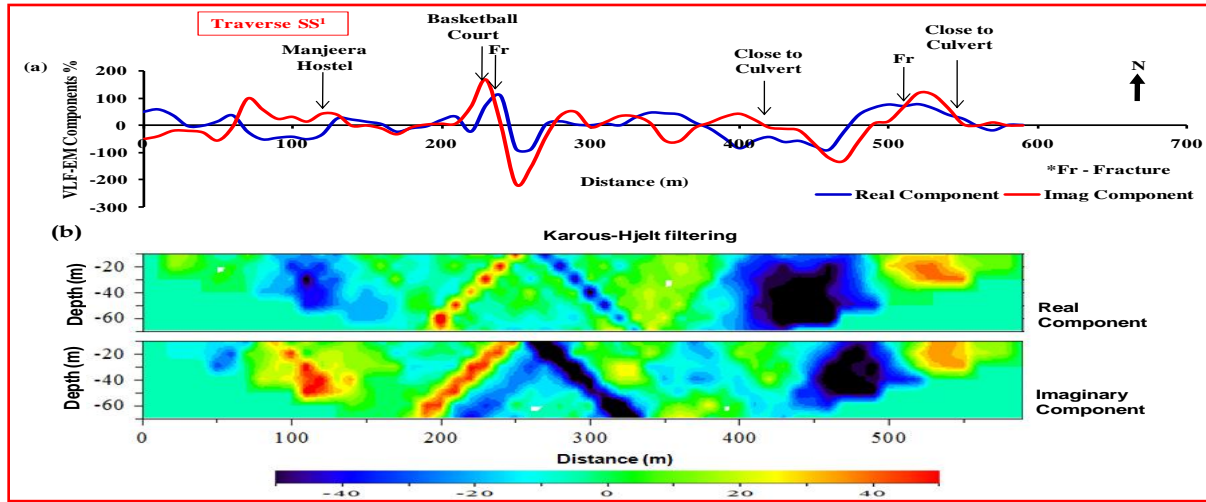 Traverse SS¹
Basketball
Court
Fr
Manjeera
Hostel
Close to
Culvert
Fr
Close to
Culvert
N
(a)
VLF-EM Components %
200
100
0
-100
-200
-300
0 100 200 300 400 500 600 700
Distance (m)
*Fr - Fracture
Real Component Imag Component
(b)
Karous-Hjelt filtering
Depth (m)
-20
-40
-60
Real
Component
Depth (m)
-20
-40
-60
Imaginary
Component
0 100 200 300 400 500
Distance (m)
-40 -20 0 20 40